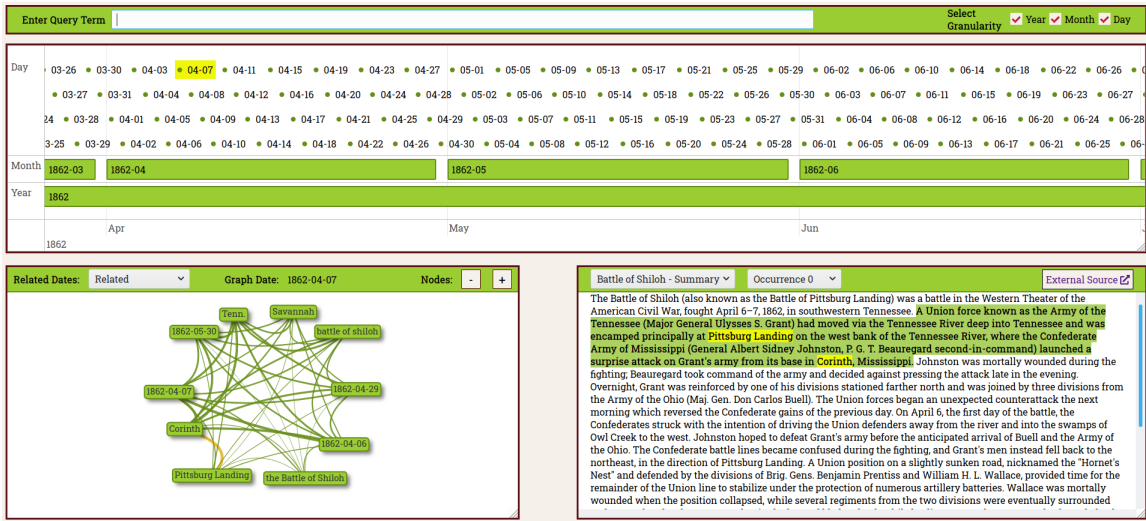 Enter Query Term
Select Granularity Year Month Day
Day 03-26 03-30 04-03 04-07 04-11 04-15 04-19 04-23 04-27 05-01 05-05 05-09 05-13 05-17 05-21 05-25 05-29 06-02 06-06 06-10 06-14 06-18 06-22 06-26
03-27 03-31 04-04 04-08 04-12 04-16 04-20 04-24 04-28 05-02 05-06 05-10 05-14 05-18 05-22 05-26 05-30 06-03 06-07 06-11 06-15 06-19 06-23 06-27
24 03-28 04-01 04-05 04-09 04-13 04-17 04-21 04-25 04-29 05-03 05-07 05-11 05-15 05-19 05-23 05-27 05-31 06-04 06-08 06-12 06-16 06-20 06-24 06-28
3-25 03-29 04-02 04-06 04-10 04-14 04-18 04-22 04-26 04-30 05-04 05-08 05-12 05-16 05-20 05-24 05-28 06-01 06-05 06-09 06-13 06-17 06-21 06-25 06-
Month 1862-03 1862-04 1862-05 1862-06
Year 1862
Apr May Jun
1862
Related Dates: Related Graph Date: 1862-04-07 Nodes: - +
Tenn.
Savannah
1862-05-30
battle of shiloh
1862-04-07
1862-04-29
Corinth
1862-04-06
Pittsburg Landing
the Battle of Shiloh
Battle of Shiloh - Summary Occurrence 0 External Source
The Battle of Shiloh (also known as the Battle of Pittsburg Landing) was a battle in the Western Theater of the
American Civil War, fought April 6–7, 1862, in southwestern Tennessee. A Union force known as the Army of the
Tennessee (Major General Ulysses S. Grant) had moved via the Tennessee River deep into Tennessee and was
encamped principally at Pittsburg Landing on the west bank of the Tennessee River, where the Confederate
Army of Mississippi (General Albert Sidney Johnston, P. G. T. Beauregard second-in-command) launched a
surprise attack on Grant's army from its base in Corinth, Mississippi. Johnston was mortally wounded during the
fighting; Beauregard took command of the army and decided against pressing the attack late in the evening.
Overnight, Grant was reinforced by one of his divisions stationed farther north and was joined by three divisions from
the Army of the Ohio (Maj. Gen. Don Carlos Buell). The Union forces began an unexpected counterattack the next
morning which reversed the Confederate gains of the previous day. On April 6, the first day of the battle, the
Confederates struck with the intention of driving the Union defenders away from the river and into the swamps of
Owl Creek to the west. Johnston hoped to defeat Grant's army before the anticipated arrival of Buell and the Army of
the Ohio. The Confederate battle lines became confused during the fighting, and Grant's men instead fell back to the
northeast, in the direction of Pittsburg Landing. A Union position on a slightly sunken road, nicknamed the "Hornet's
Nest" and defended by the divisions of Brig. Gens. Benjamin Prentiss and William H. L. Wallace, provided time for the
remainder of the Union line to stabilize under the protection of numerous artillery batteries. Wallace was mortally
wounded when the position collapsed, while several regiments from the two divisions were eventually surrounded